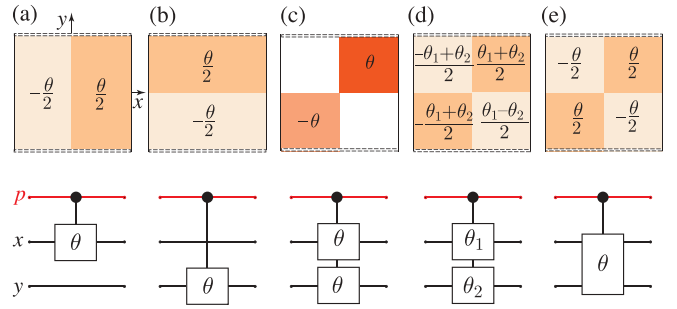 (a) y (b) (c) (d) (e)
-θ/2 θ/2 x
θ/2
-θ/2
θ
-θ
(-θ₁+θ₂)/2 (θ₁+θ₂)/2
-(θ₁+θ₂)/2 (θ₁-θ₂)/2
-θ/2 θ/2
θ/2 -θ/2
p
x θ θ θ₁ θ
y θ θ θ₂